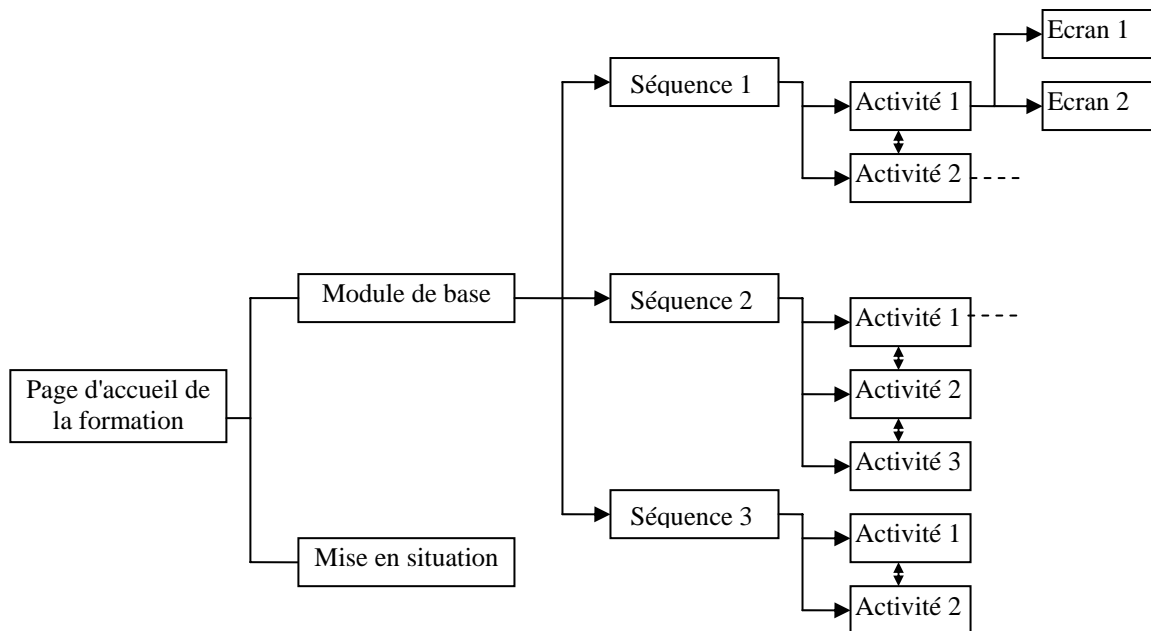 Ecran 1
Séquence 1
Activité 1
Ecran 2
Activité 2
Module de base
Séquence 2
Activité 1
Activité 2
Page d'accueil de
la formation
Activité 3
Séquence 3
Activité 1
Mise en situation
Activité 2